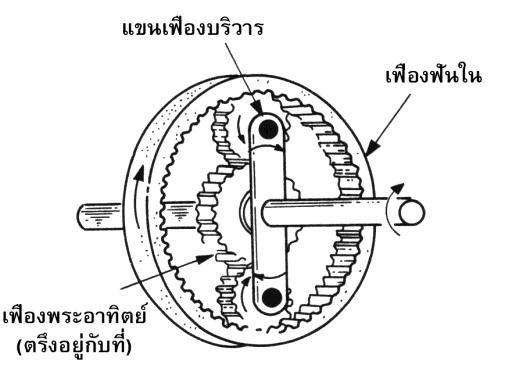 แขนเฟืองบริวาร
เฟืองฟันใน
เฟืองพระอาทิตย์
(ตรึงอยู่กับที่)